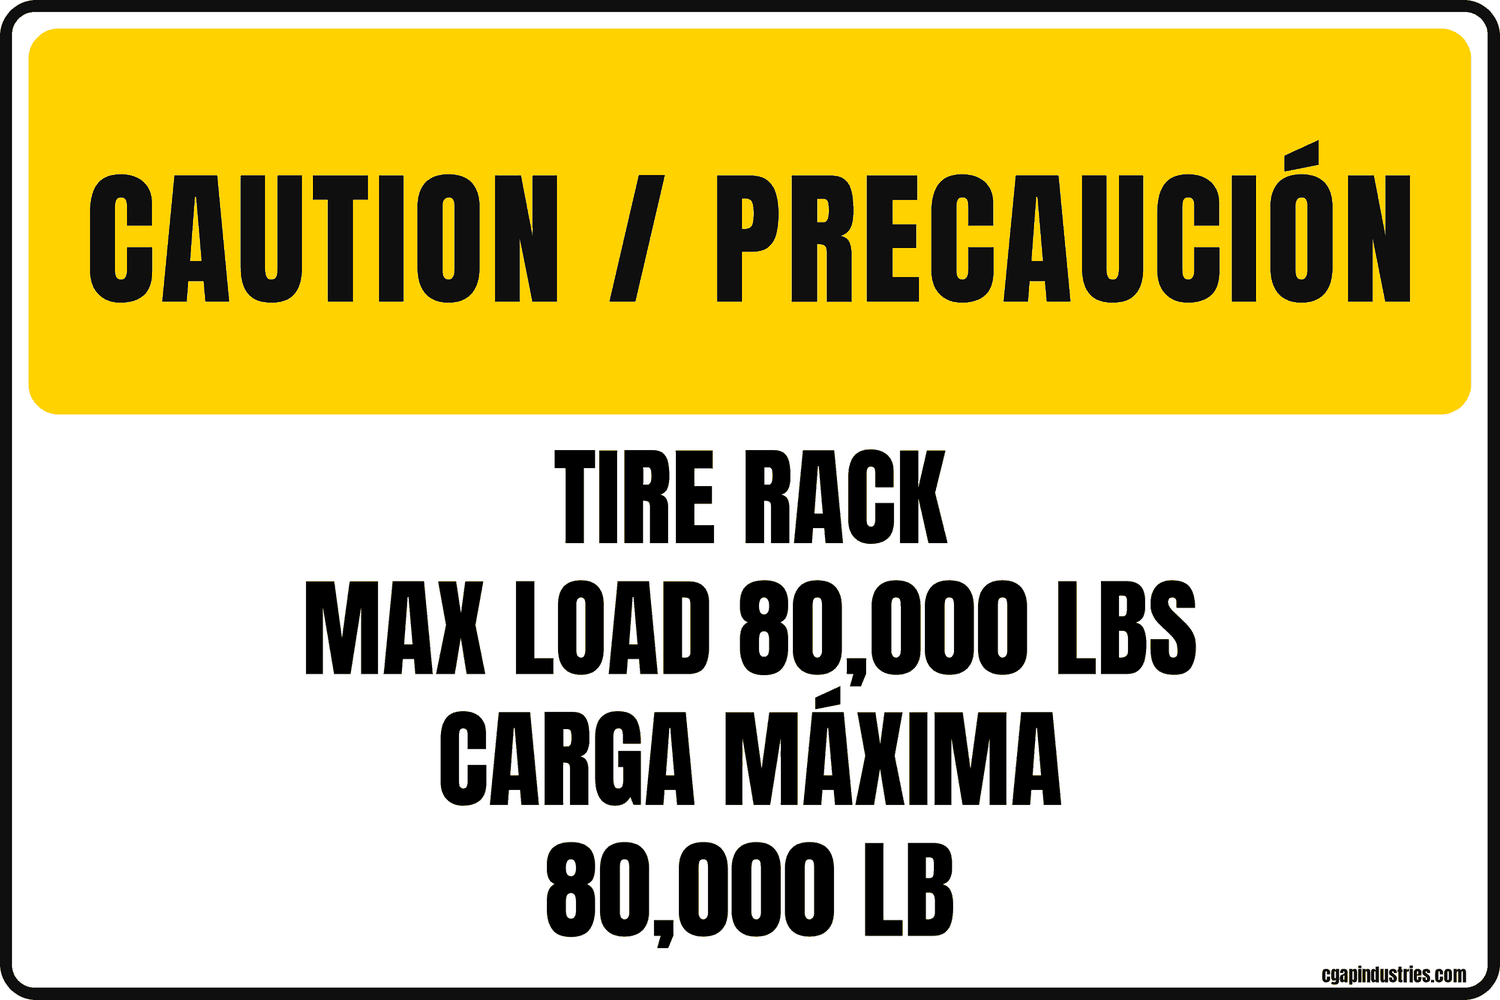 CAUTION / PRECAUCIÓN
TIRE RACK
MAX LOAD 80,000 LBS
CARGA MÁXIMA
80,000 LB
cgapindustries.com